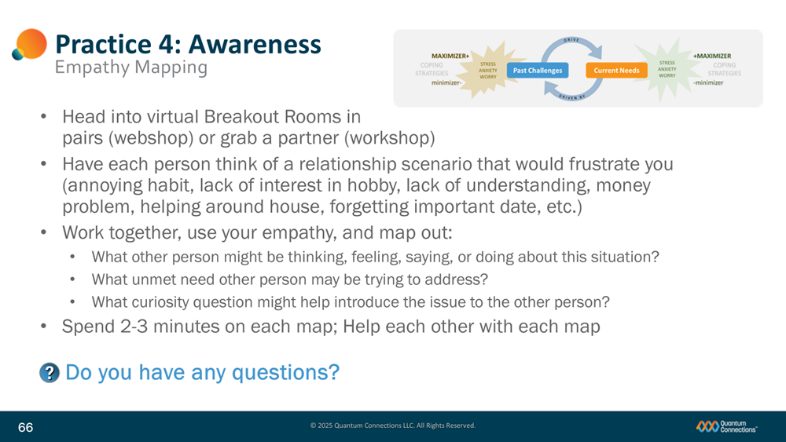 Practice 4: Awareness
Empathy Mapping
MAXIMIZER+
COPING
STRATEGIES
minimizer-
STRESS
ANXIETY
WORRY
DRIVE
Past Challenges
Current Needs
DRIVEN BY
STRESS
ANXIETY
WORRY
+MAXIMIZER
COPING
STRATEGIES
-minimizer
• Head into virtual Breakout Rooms in
pairs (webshop) or grab a partner (workshop)
• Have each person think of a relationship scenario that would frustrate you
(annoying habit, lack of interest in hobby, lack of understanding, money
problem, helping around house, forgetting important date, etc.)
• Work together, use your empathy, and map out:
• What other person might be thinking, feeling, saying, or doing about this situation?
• What unmet need other person may be trying to address?
• What curiosity question might help introduce the issue to the other person?
• Spend 2-3 minutes on each map; Help each other with each map
? Do you have any questions?
66
© 2025 Quantum Connections LLC. All Rights Reserved.
Quantum
Connections™